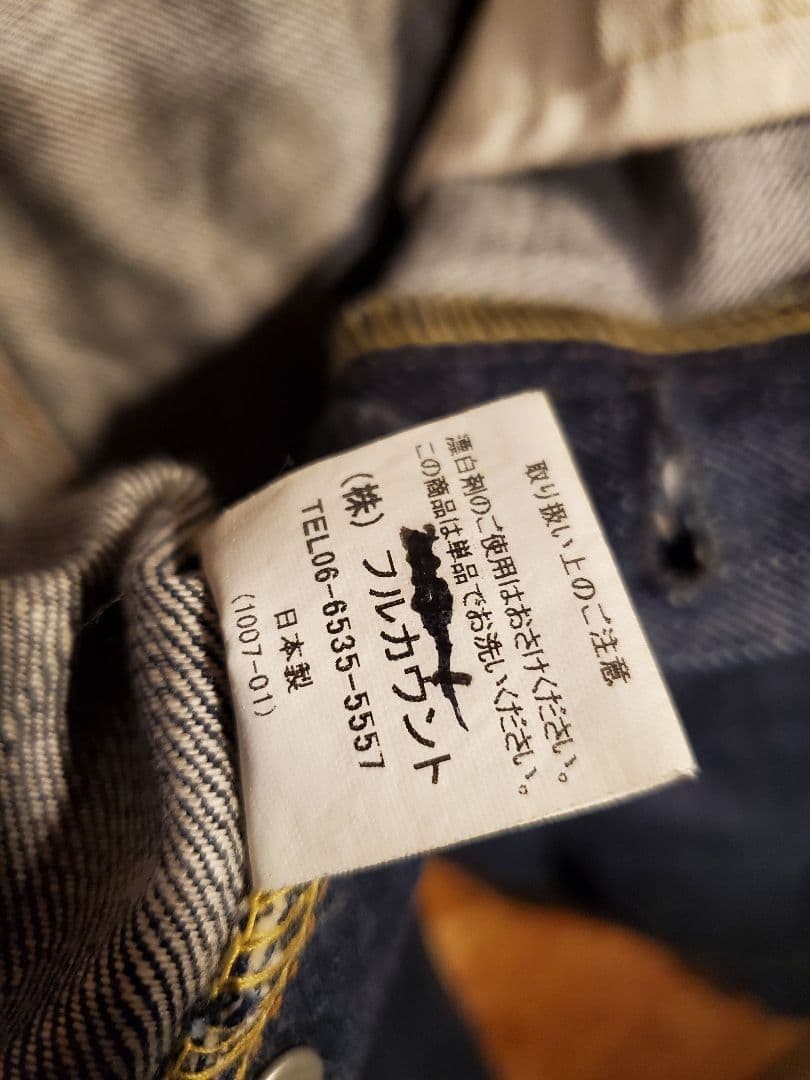 取り扱い上のご注意
漂白剤のご使用はおさけください。
この商品は単品でお洗いください。
(株) フルカウント
TEL06-6535-5557
日本製
(1007-01)